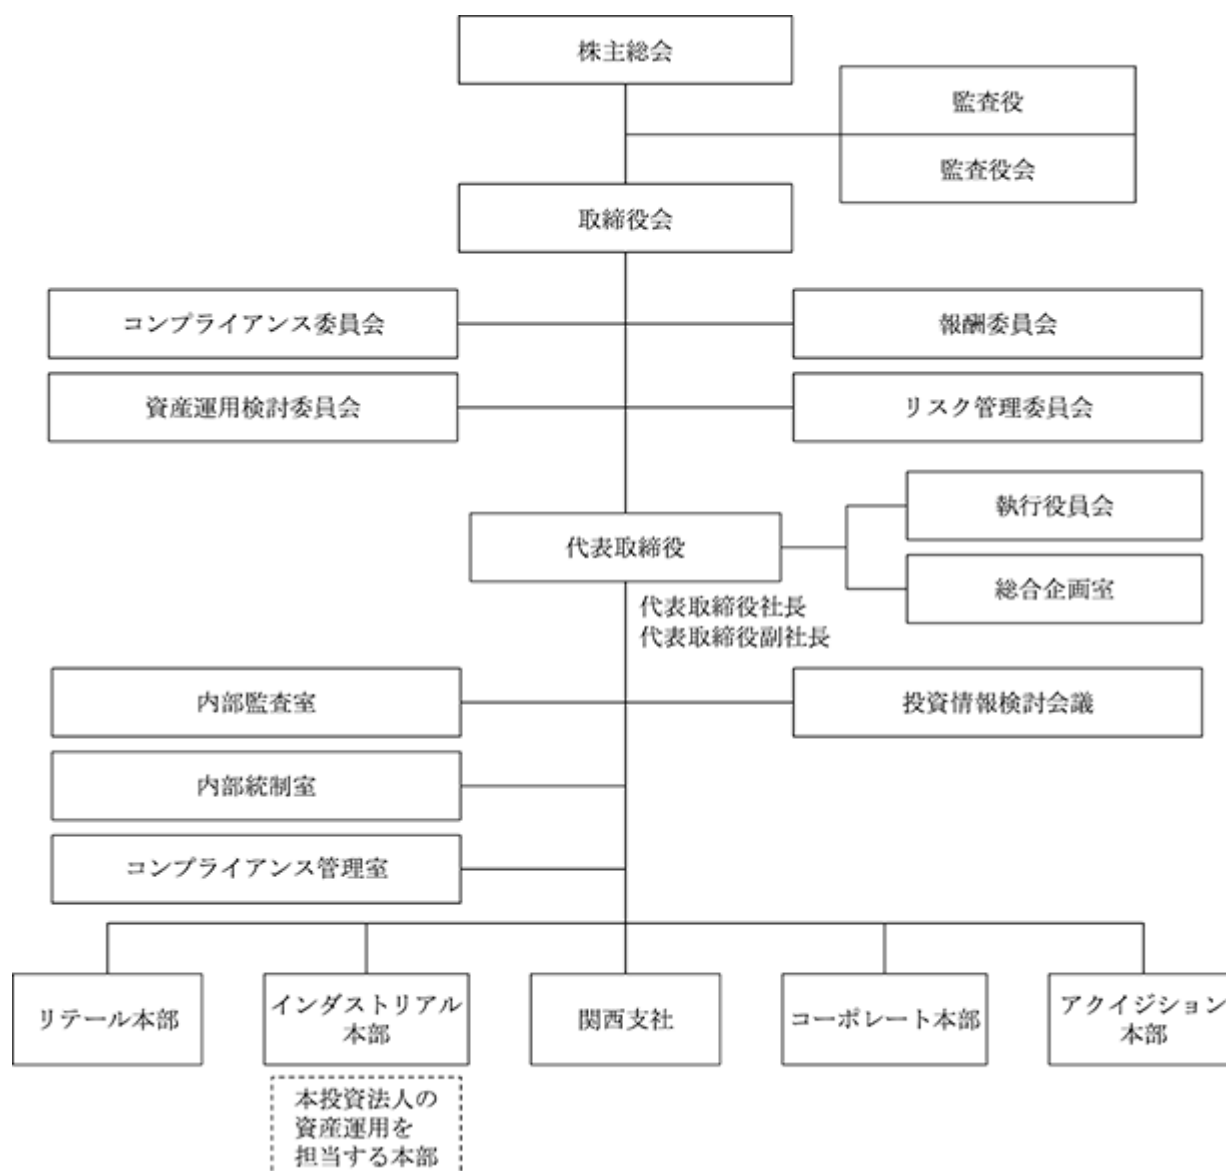 株主総会
監査役
監査役会
取締役会
コンプライアンス委員会
報酬委員会
資産運用検討委員会
リスク管理委員会
執行役員会
代表取締役
総合企画室
代表取締役社長
代表取締役副社長
内部監査室
投資情報検討会議
内部統制室
コンプライアンス管理室
リテール本部
インダストリアル
本部
関西支社
コーポレート本部
アクイジション
本部
本投資法人の
資産運用を
担当する本部